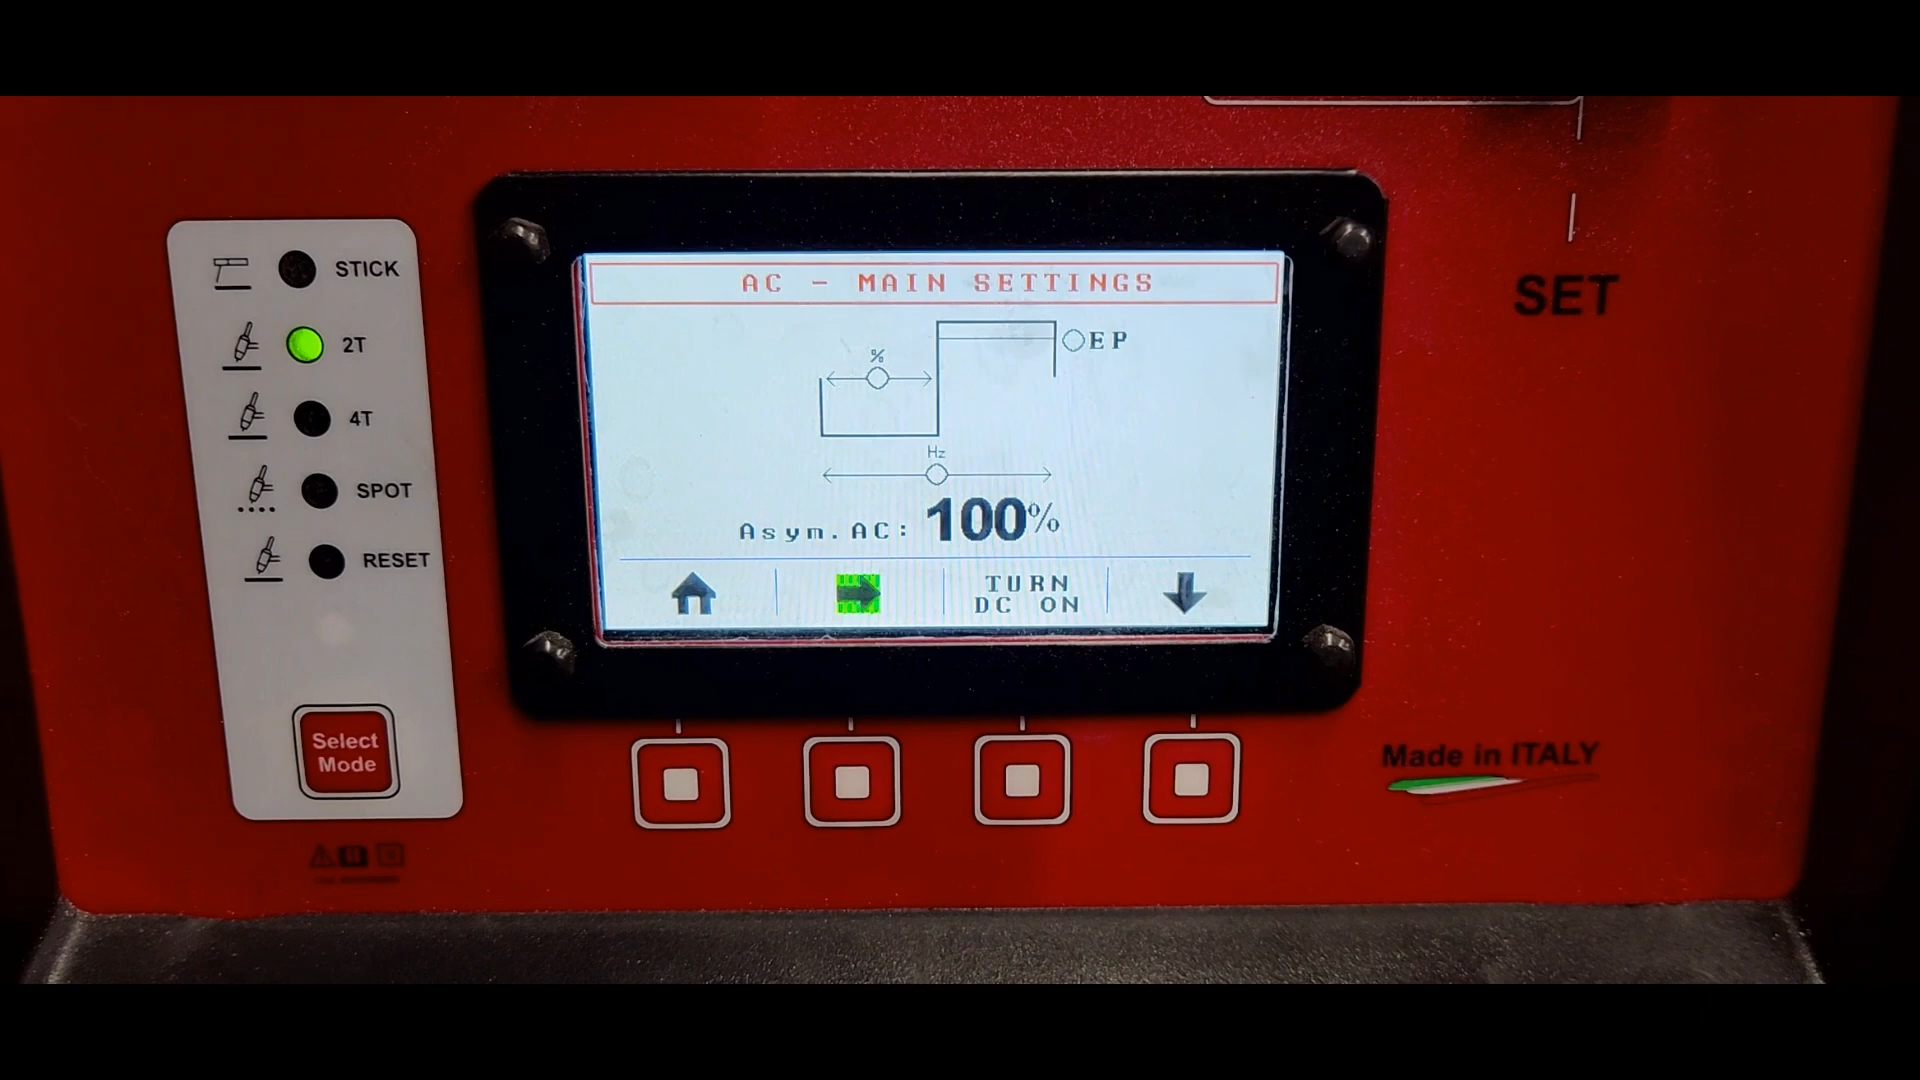 STICK
2T
4T
SPOT
RESET
Select
Mode
AC - MAIN SETTINGS
%
EP
Hz
Asym.AC: 100%
TURN
DC ON
SET
Made in ITALY